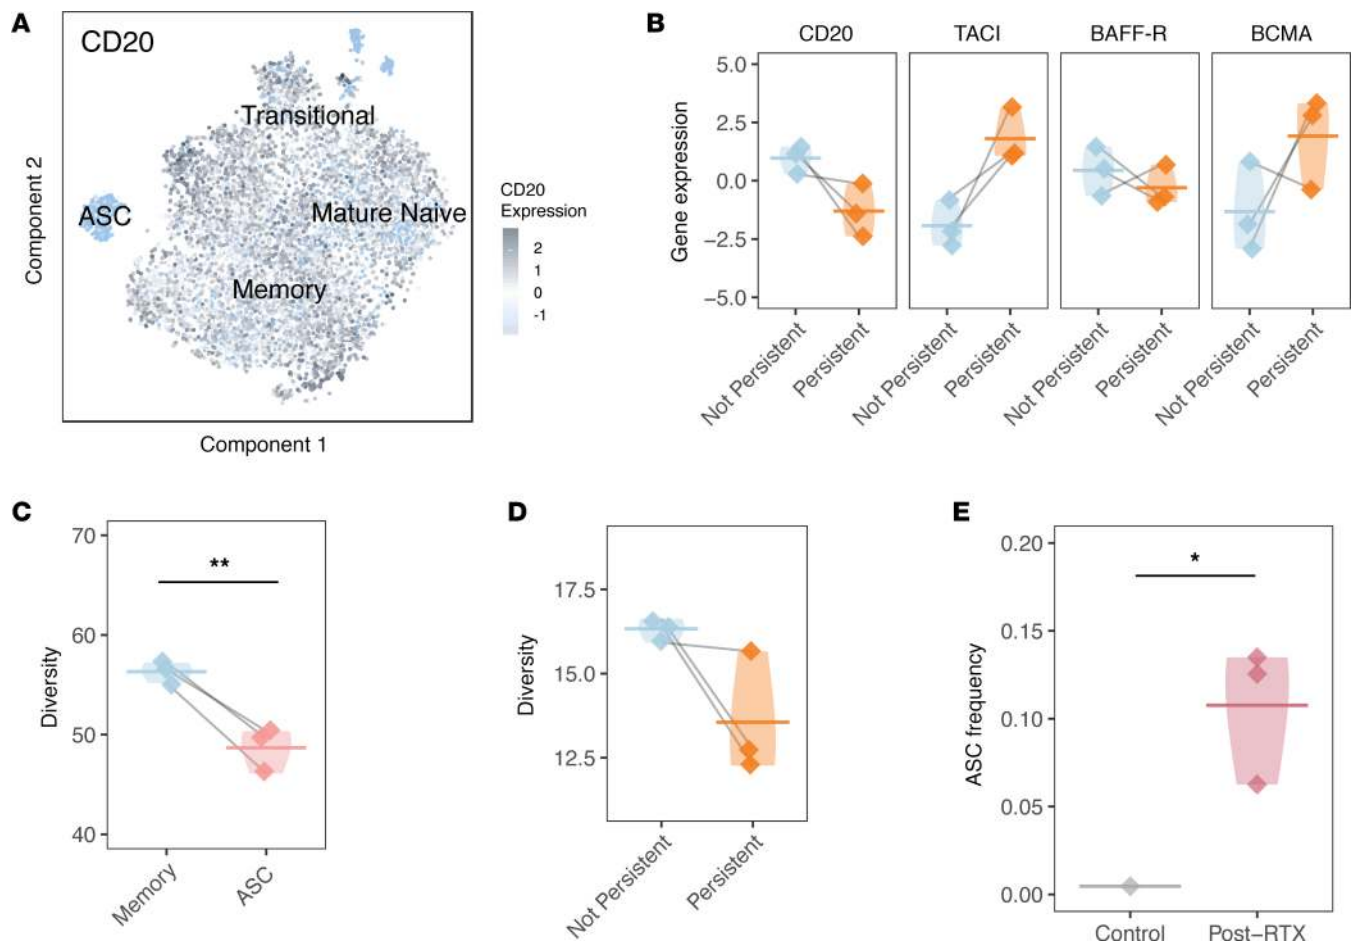 A
CD20
Transitional
ASC
Mature Naive
Memory
Component 2
Component 1
CD20
Expression
2
1
0
-1
B
CD20
TACI
BAFF-R
BCMA
Gene expression
5.0
2.5
0.0
−2.5
−5.0
Not Persistent
Persistent
Not Persistent
Persistent
Not Persistent
Persistent
Not Persistent
Persistent
C
Diversity
70
60
50
40
**
Memory
ASC
D
Diversity
17.5
15.0
12.5
Not Persistent
Persistent
E
ASC frequency
0.20
0.15
0.10
0.05
0.00
*
Control
Post−RTX